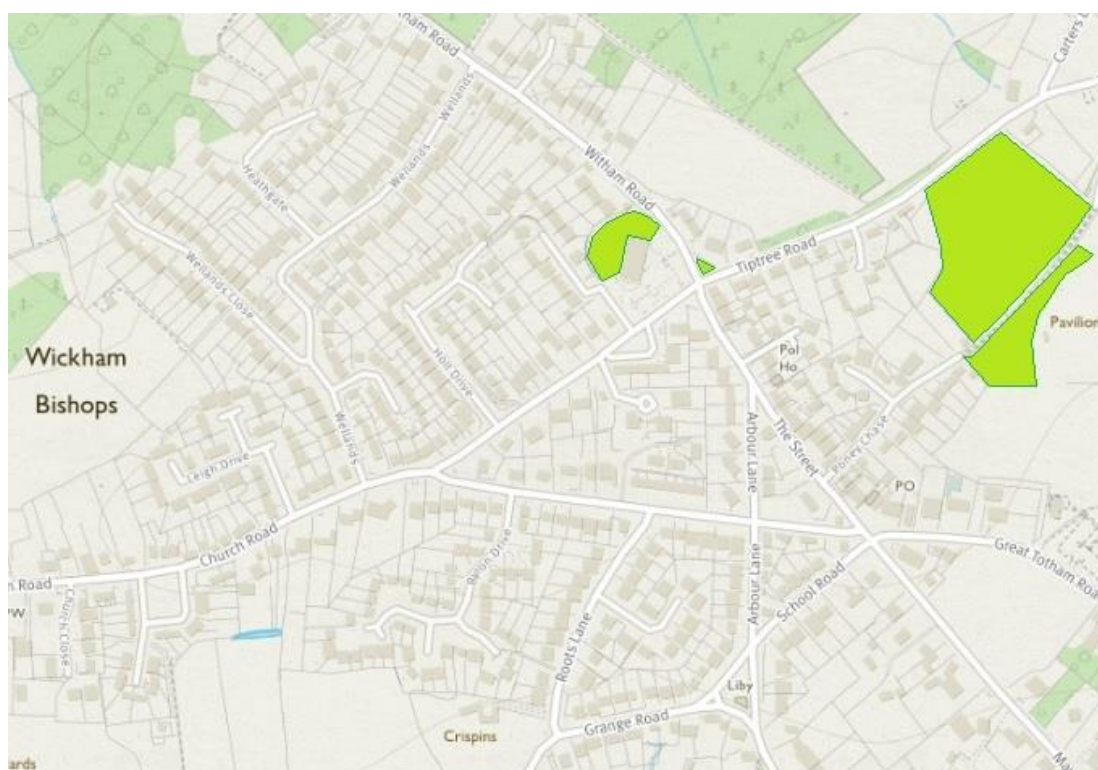 Carters L
ham Road
Wellands
Witham Road
Heathgate
Wellands
Tiptree Road
Wellands Close
Pavilion
Wickham
Bishops
Holt Drive
Pol
Ho
Arbour Lane
The Street
Wellands
Poney Chase
Leigh Drive
PO
Church Road
Great Totham Roa
Arbour Lane
School Road
m Road
ew
Church Close
Roots Lane
Liby
Grange Road
Crispins
ards